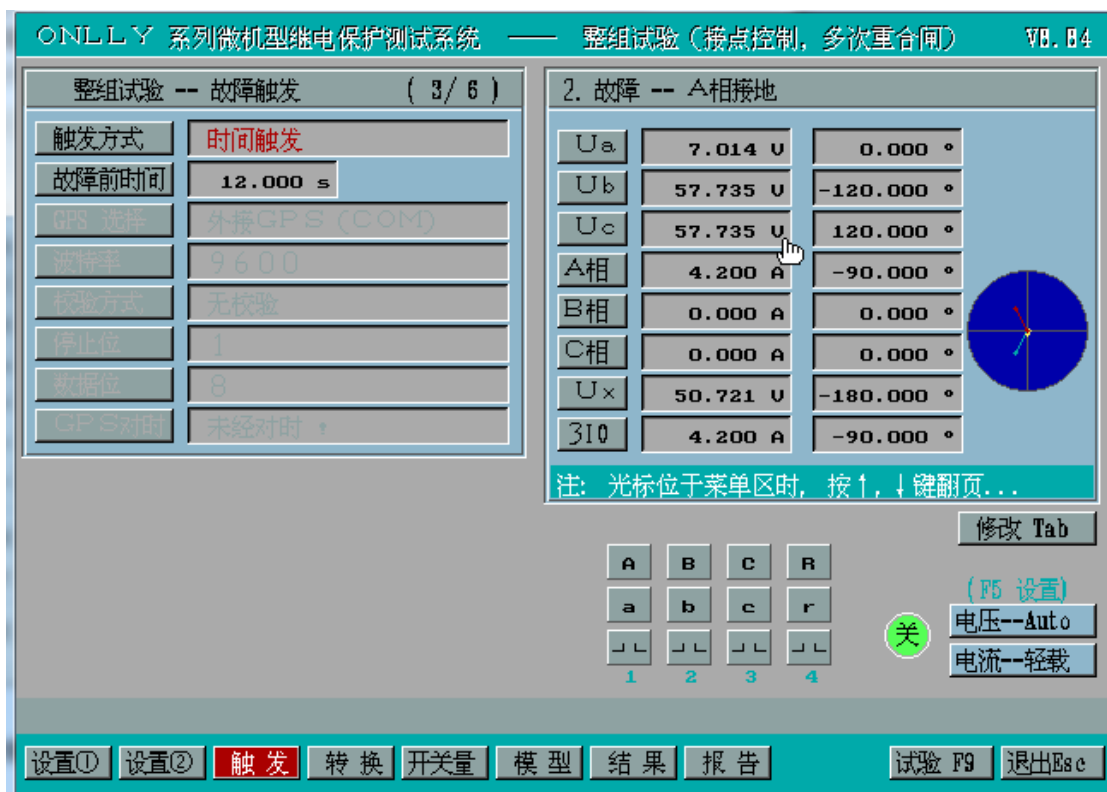 ONLLY 系列微机型继电保护测试系统 —— 整组试验(接点控制, 多次重合闸) V8.84
整组试验 -- 故障触发 ( 3/ 6 )
触发方式 时间触发
故障前时间 12.000 s
GPS 选择 外接GPS(COM)
波特率 9600
校验方式 无校验
停止位 1
数据位 8
GPS对时 未经对时 !
2. 故障 -- A相接地
Ua 7.014 V 0.000 °
Ub 57.735 V -120.000 °
Uc 57.735 V 120.000 °
A相 4.200 A -90.000 °
B相 0.000 A 0.000 °
C相 0.000 A 0.000 °
Ux 50.721 V -180.000 °
3I0 4.200 A -90.000 °
注: 光标位于菜单区时, 按↑,↓键翻页...
修改 Tab
A B C R
a b c r
1 2 3 4
关
(F5 设置)
电压--Auto
电流--轻载
设置① 设置② 触 发 转 换 开关量 模 型 结 果 报 告 试验 F9 退出Esc